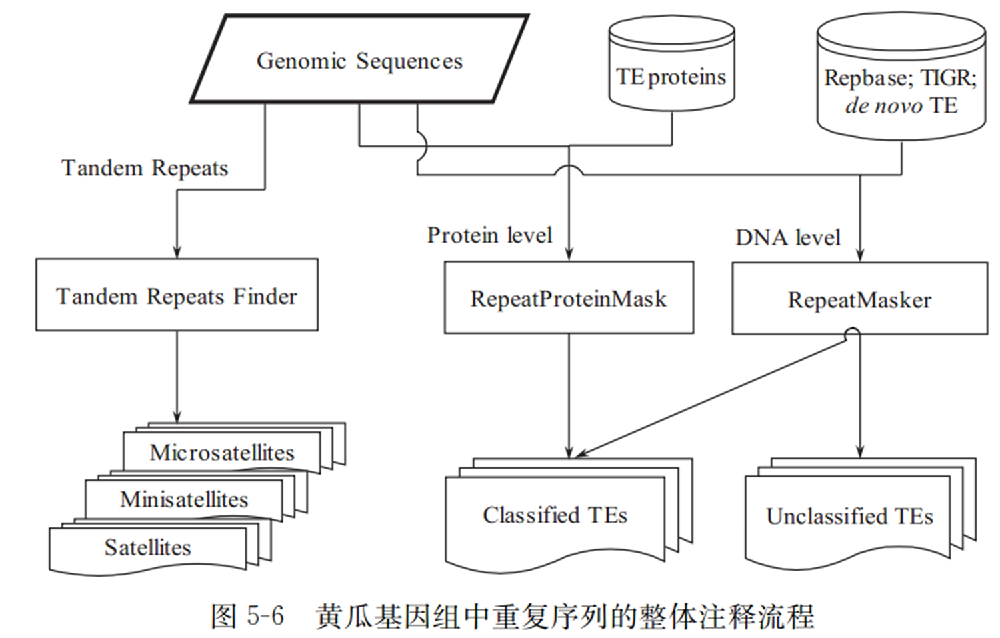 Genomic Sequences
TE proteins
Repbase; TIGR;
de novo TE
Tandem Repeats
Protein level
DNA level
Tandem Repeats Finder
RepeatProteinMask
RepeatMasker
Microsatellites
Minisatellites
Satellites
Classified TEs
Unclassified TEs
图 5-6 黄瓜基因组中重复序列的整体注释流程